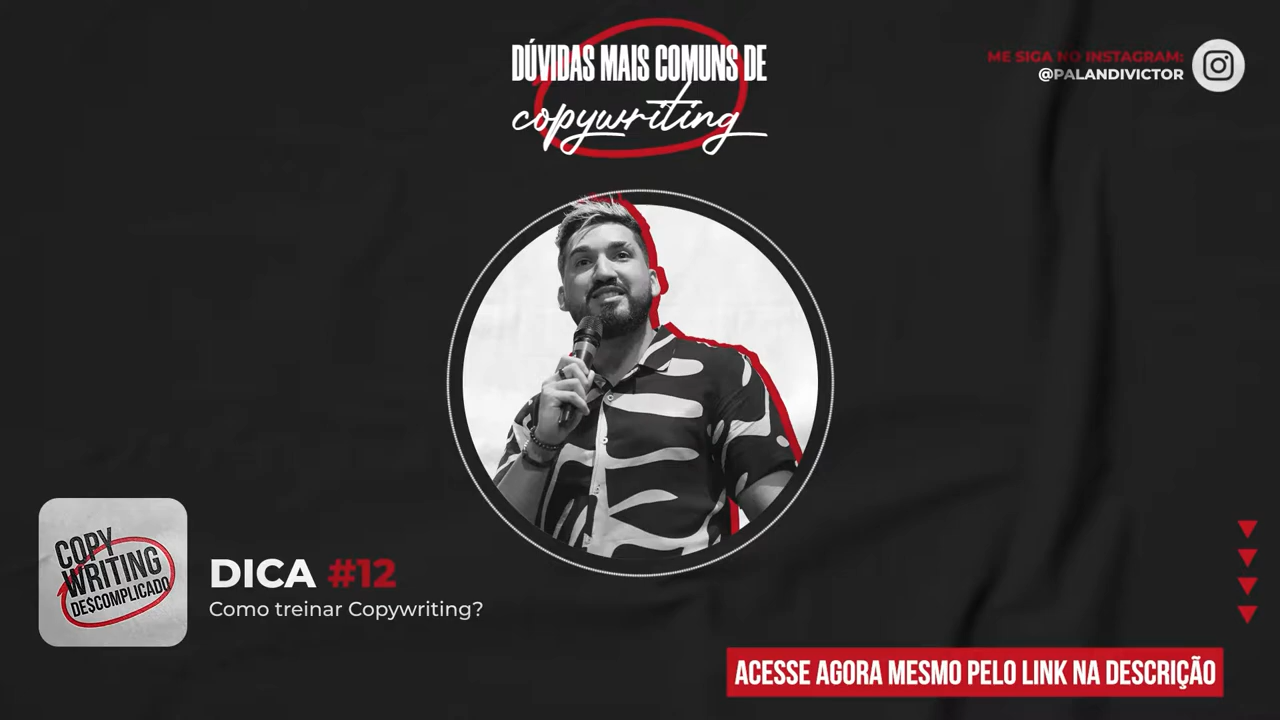 DÚVIDAS MAIS COMUNS DE
copywriting
ME SIGA NO INSTAGRAM:
@PALANDIVICTOR
COPY
WRITING
DESCOMPLICADO
DICA #12
Como treinar Copywriting?
ACESSE AGORA MESMO PELO LINK NA DESCRIÇÃO